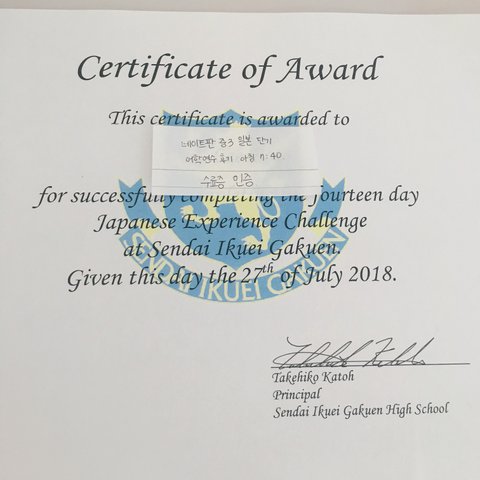 Certificate of Award
This certificate is awarded to
네이트판 중3 일본 단기
어학연수 후기 아침 7:40
수료증 인증
for successfully completing the fourteen day
Japanese Experience Challenge
at Sendai Ikuei Gakuen.
Given this day the 27th of July 2018.
SENDAI IKUEI GAKUEN
Takehiko Katoh
Principal
Sendai Ikuei Gakuen High School